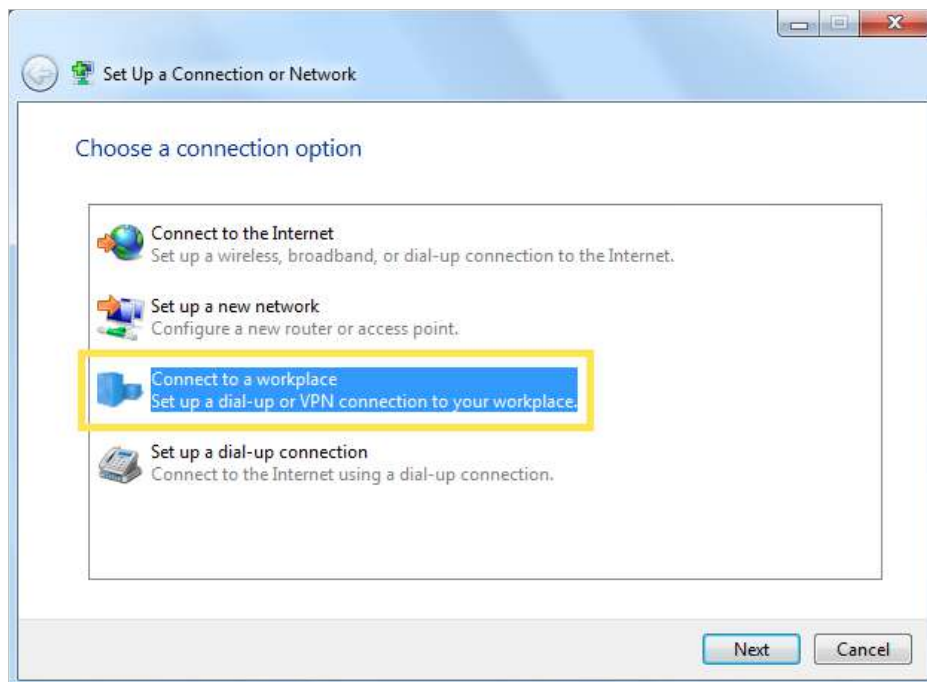 Set Up a Connection or Network
Choose a connection option
Connect to the Internet
Set up a wireless, broadband, or dial-up connection to the Internet.
Set up a new network
Configure a new router or access point.
Connect to a workplace
Set up a dial-up or VPN connection to your workplace.
Set up a dial-up connection
Connect to the Internet using a dial-up connection.
Next Cancel